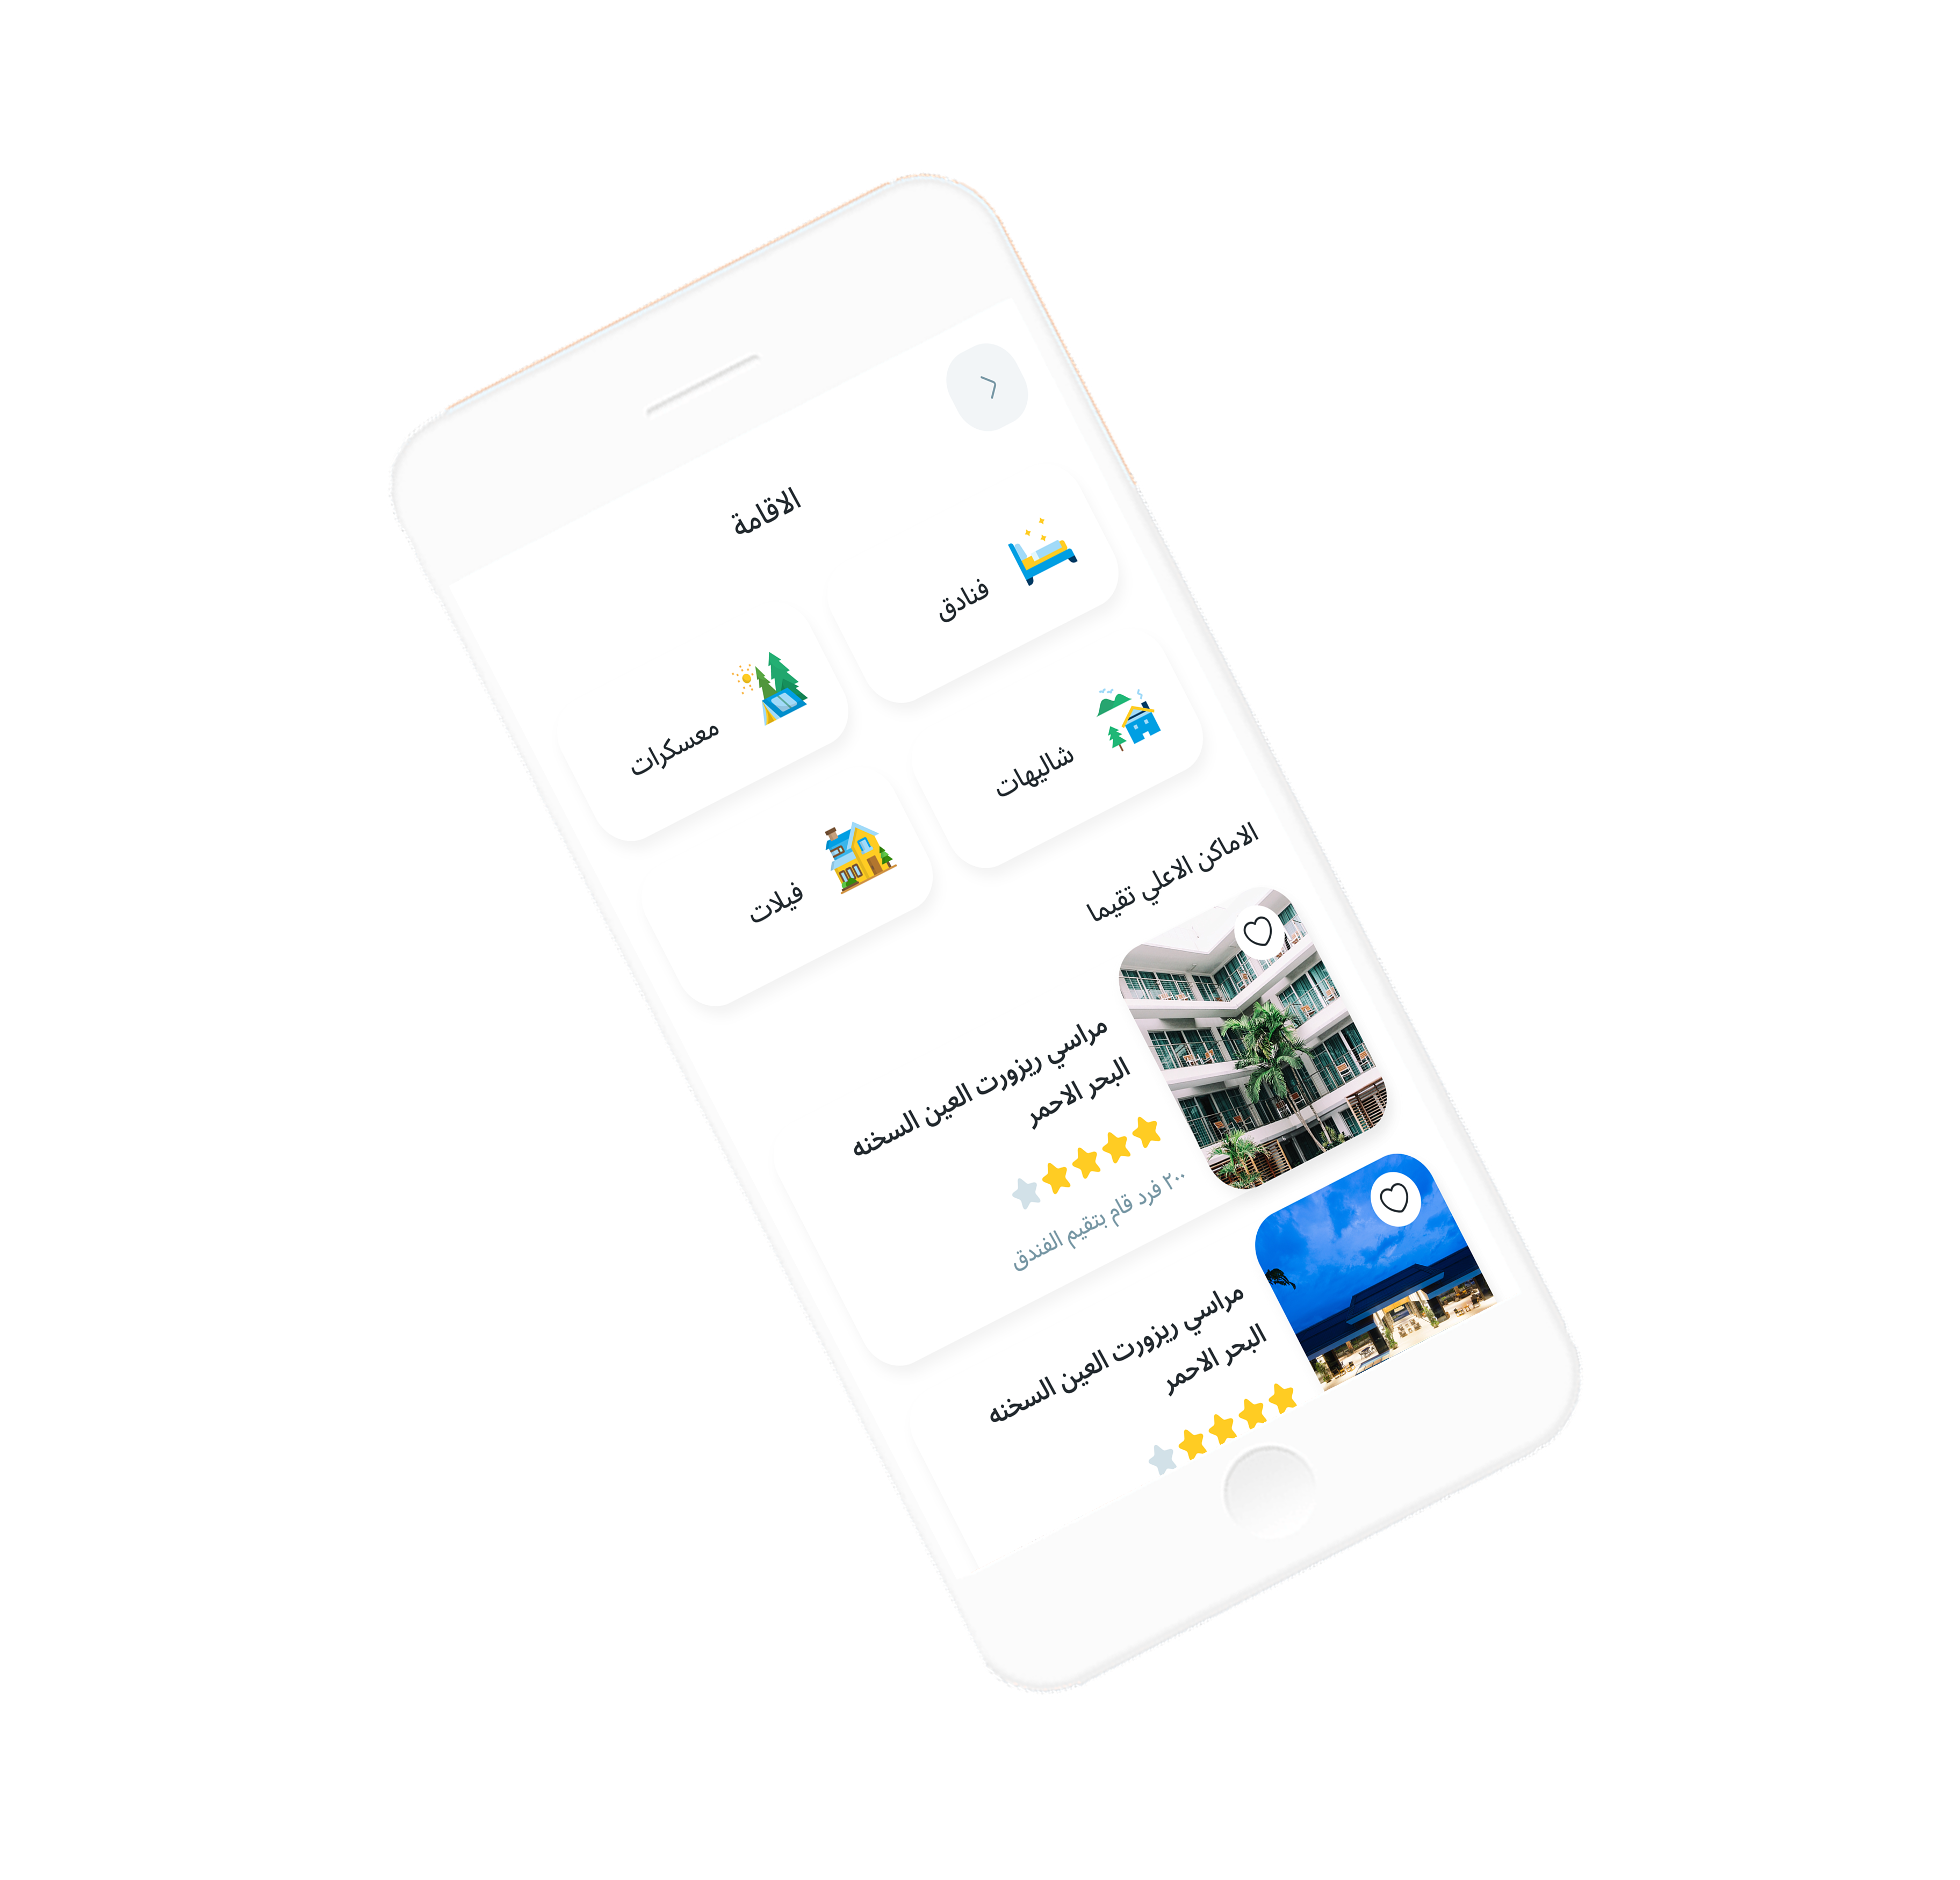 الاقامة
فنادق
معسكرات
شاليهات
فيلات
الاماكن الاعلي تقيما
مراسي ريزورت العين السخنه
البحر الاحمر
٢٠٠ فرد قام بتقيم الفندق
مراسي ريزورت العين السخنه
البحر الاحمر